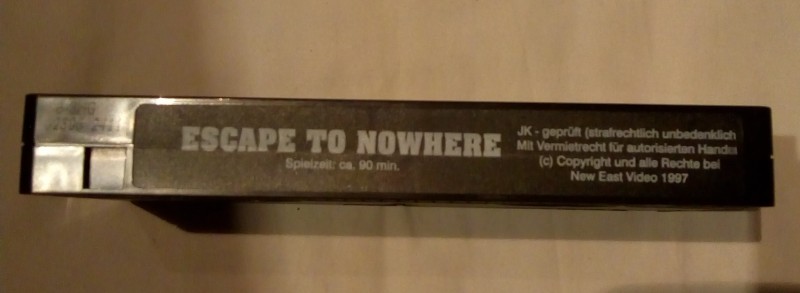 ESCAPE TO NOWHERE
Spielzeit: ca. 90 min.
JK - geprüft (strafrechtlich unbedenklich
Mit Vermietrecht für autorisierten Handel
(c) Copyright und alle Rechte bei
New East Video 1997